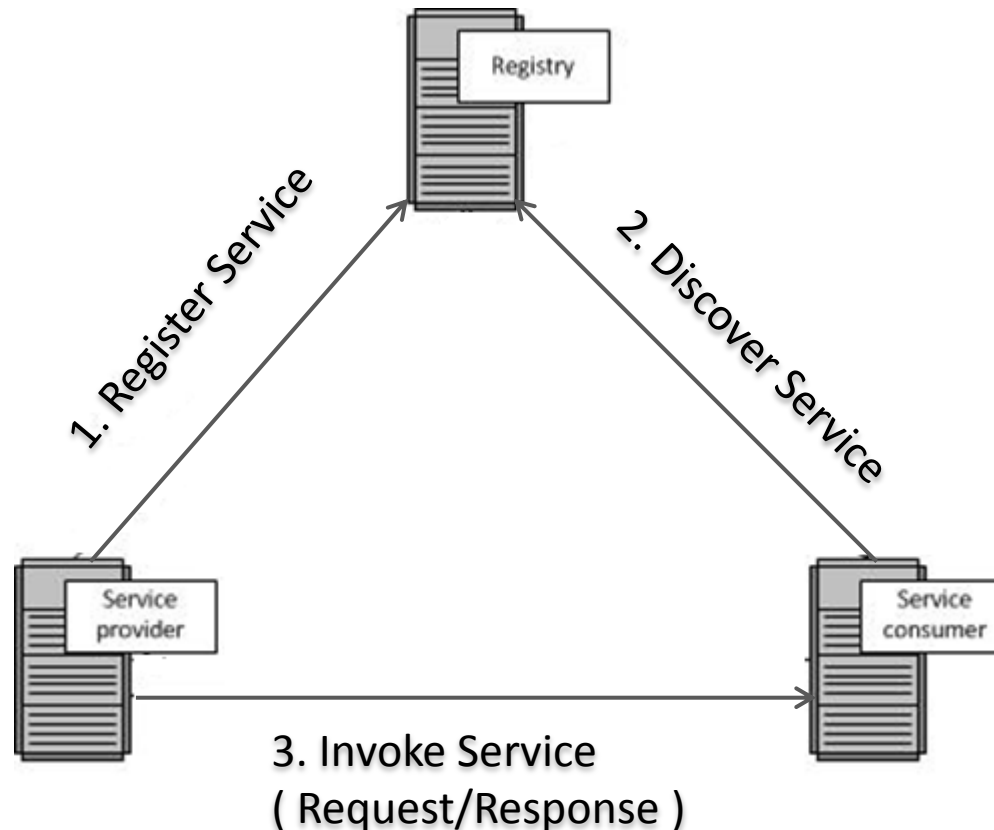 Registry
1. Register Service
2. Discover Service
Service
provider
Service
consumer
3. Invoke Service
( Request/Response )